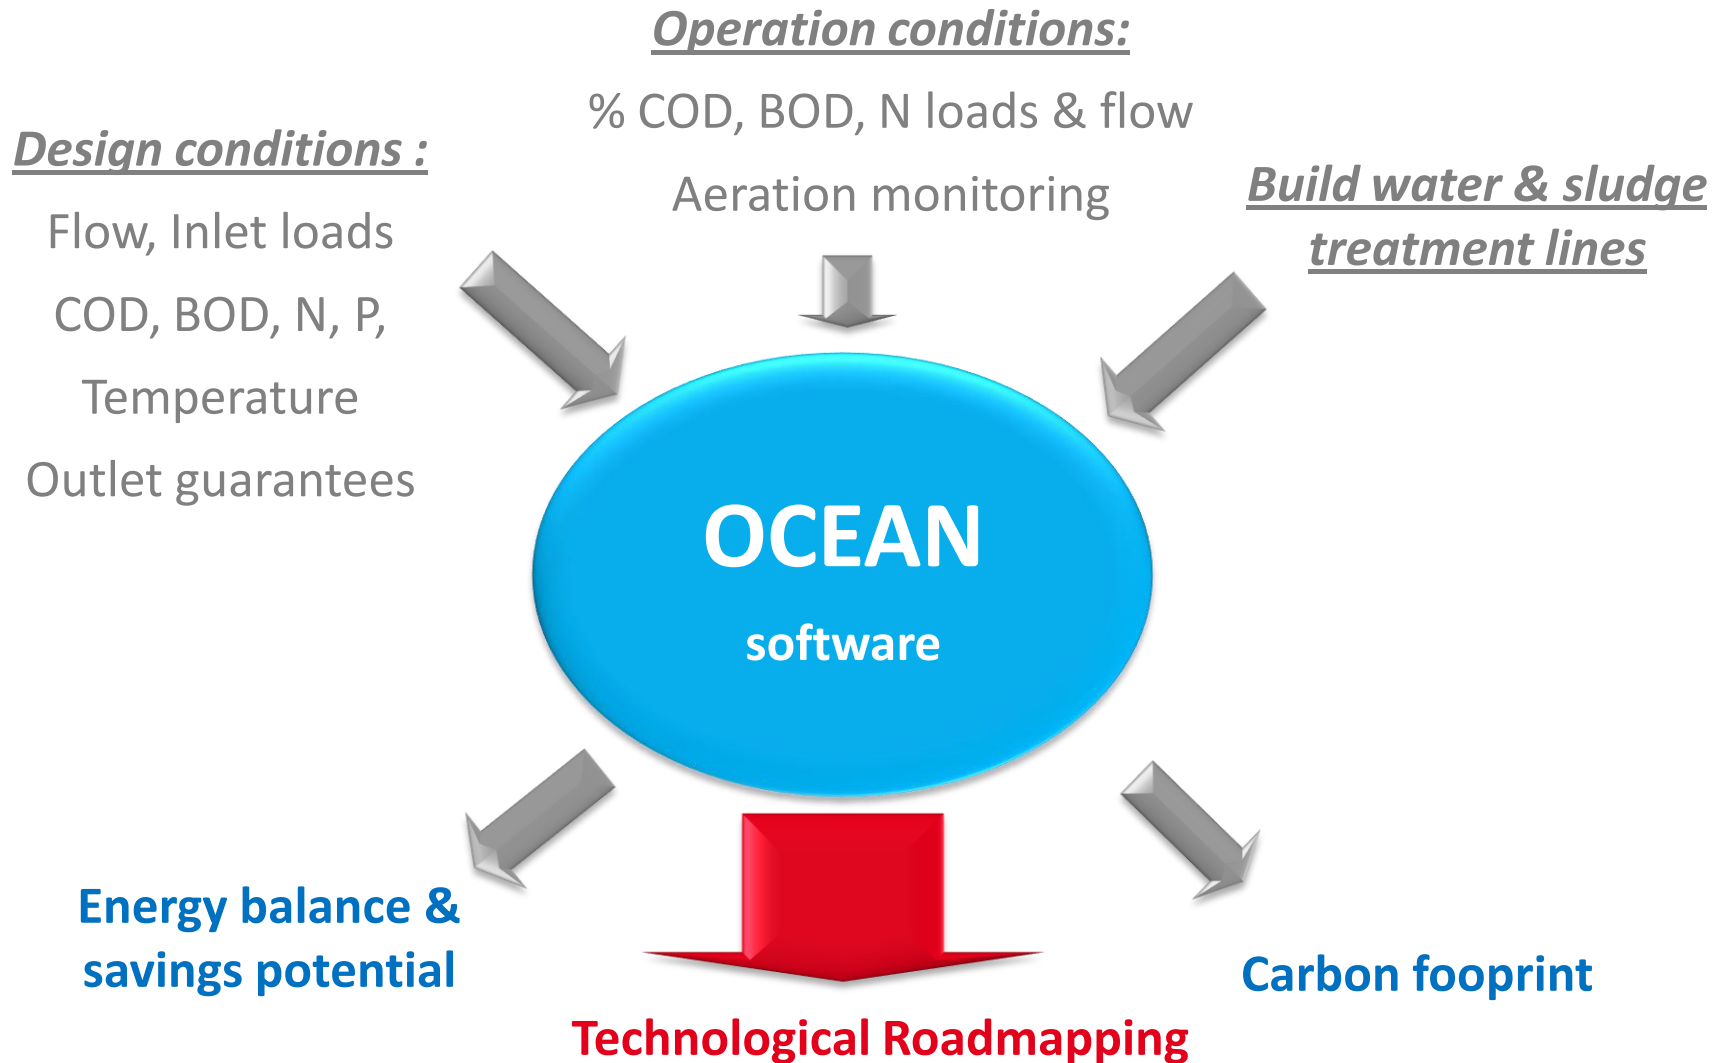 Operation conditions:
% COD, BOD, N loads & flow
Aeration monitoring
Design conditions :
Flow, Inlet loads
COD, BOD, N, P,
Temperature
Outlet guarantees
Build water & sludge
treatment lines
OCEAN
software
Energy balance &
savings potential
Carbon fooprint
Technological Roadmapping